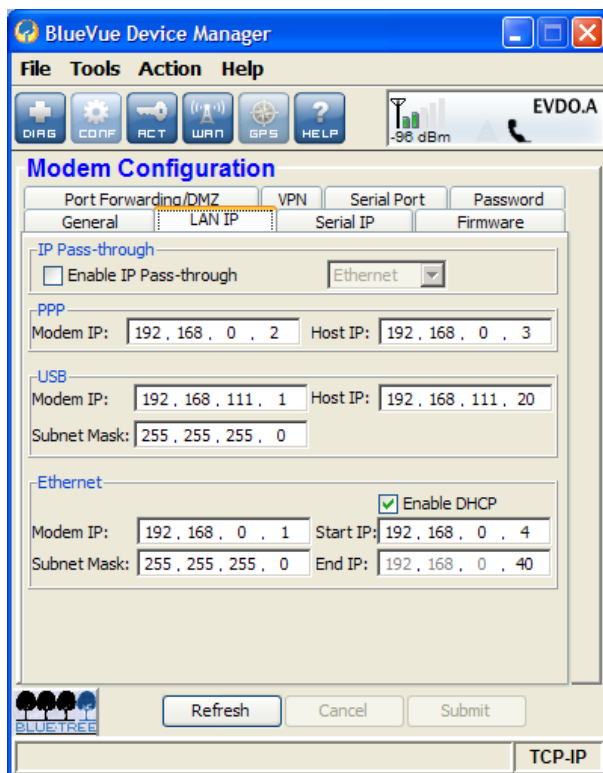 BlueVue Device Manager
File Tools Action Help
DIAG CONF ACT WAN GPS HELP -96 dBm EVDO.A
Modem Configuration
Port Forwarding/DMZ VPN Serial Port Password
General LAN IP Serial IP Firmware
IP Pass-through
Enable IP Pass-through Ethernet
PPP
Modem IP: 192 . 168 . 0 . 2 Host IP: 192 . 168 . 0 . 3
USB
Modem IP: 192 . 168 . 111 . 1 Host IP: 192 . 168 . 111 . 20
Subnet Mask: 255 . 255 . 255 . 0
Ethernet
Enable DHCP
Modem IP: 192 . 168 . 0 . 1 Start IP: 192 . 168 . 0 . 4
Subnet Mask: 255 . 255 . 255 . 0 End IP: 192 . 168 . 0 . 40
BLUETREE Refresh Cancel Submit
TCP-IP